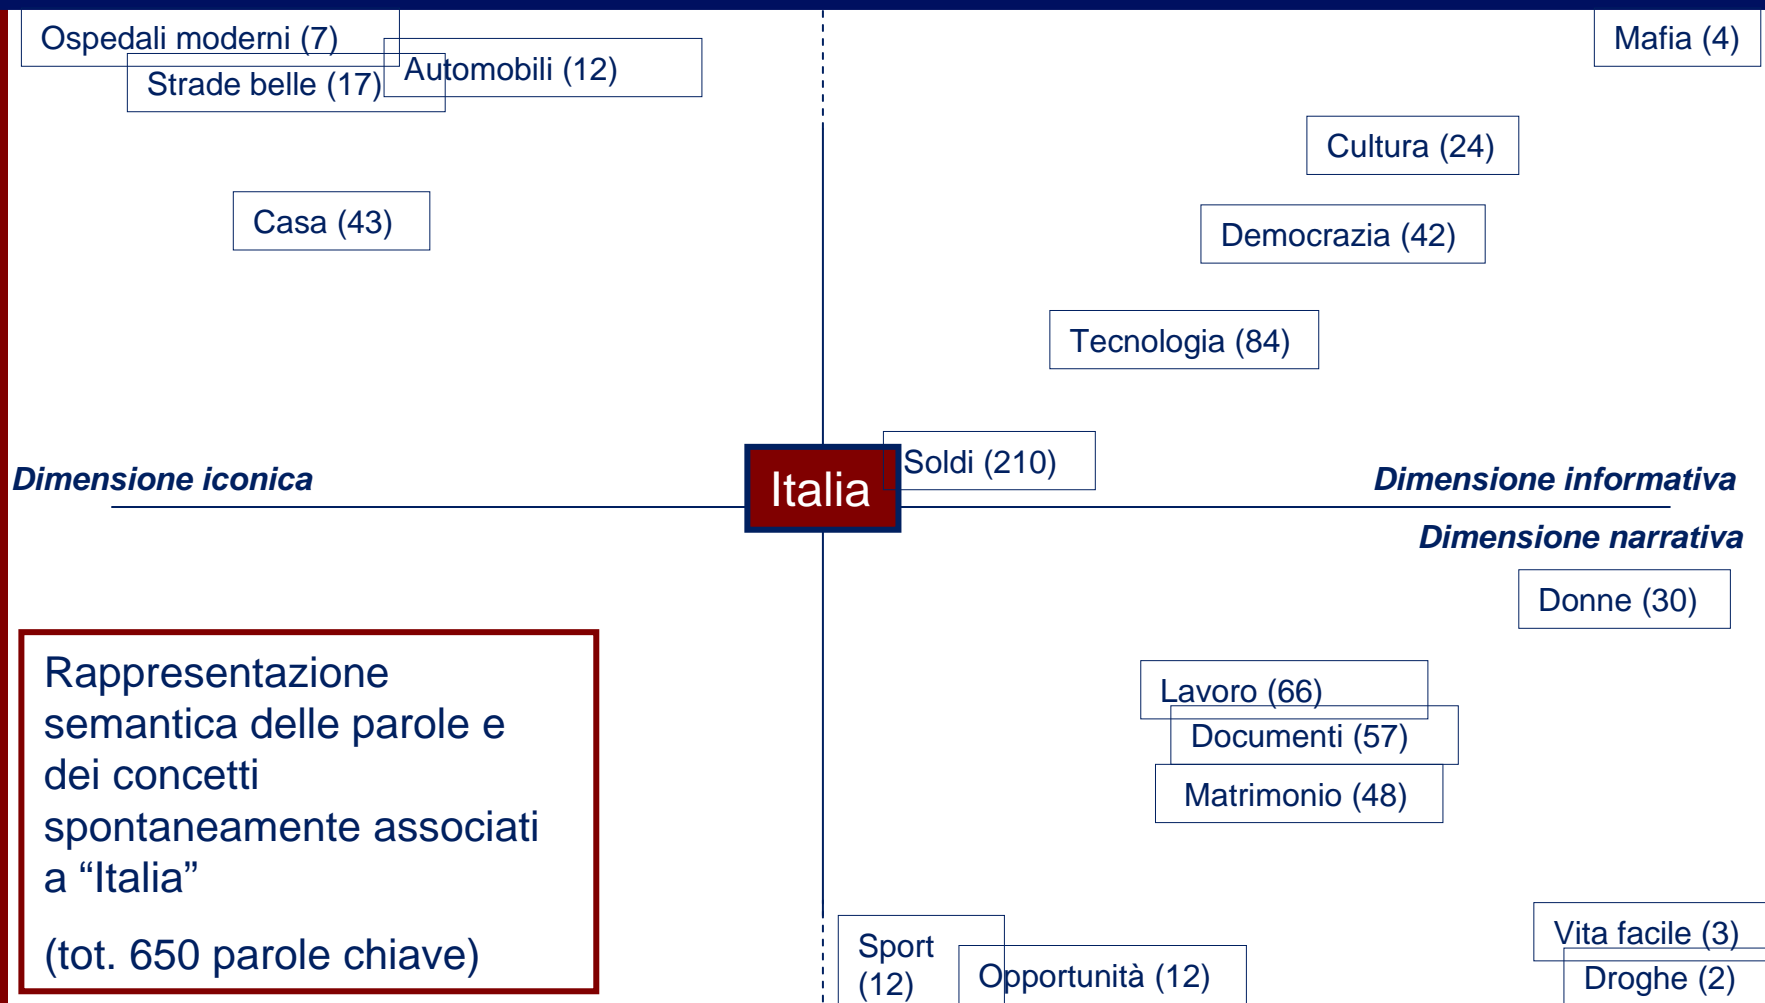 Ospedali moderni (7)
Mafia (4)
Automobili (12)
Strade belle (17)
Cultura (24)
Casa (43)
Democrazia (42)
Tecnologia (84)
Soldi (210)
Dimensione iconica
Italia
Dimensione informativa
Dimensione narrativa
Donne (30)
Rappresentazione
semantica delle parole e
dei concetti
spontaneamente associati
a “Italia”
(tot. 650 parole chiave)
Lavoro (66)
Documenti (57)
Matrimonio (48)
Sport
(12)
Opportunità (12)
Vita facile (3)
Droghe (2)